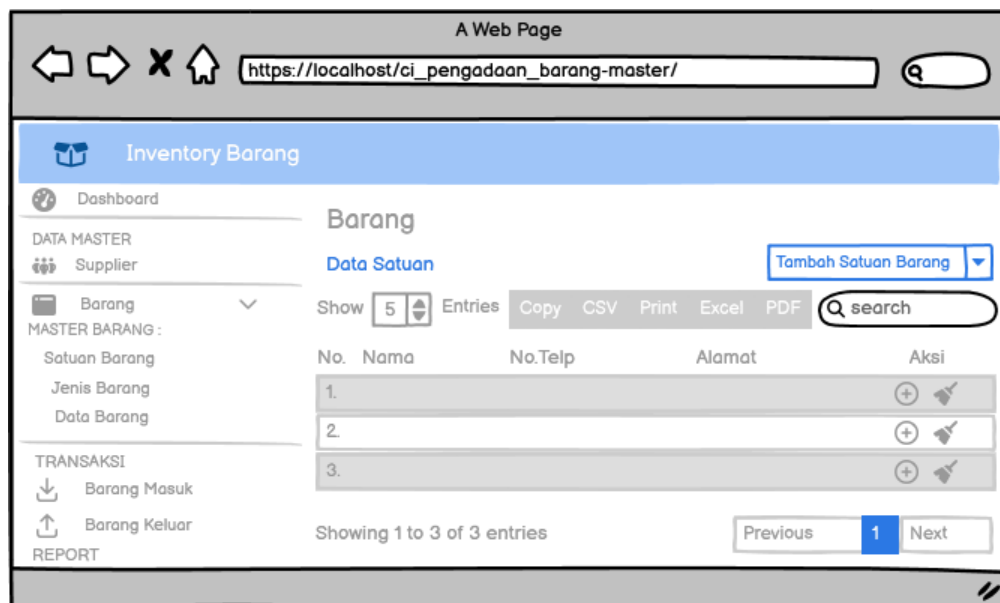 A Web Page
https://localhost/ci_pengadaan_barang-master/
Inventory Barang
Dashboard
DATA MASTER
Supplier
Barang
MASTER BARANG :
Satuan Barang
Jenis Barang
Data Barang
TRANSAKSI
Barang Masuk
Barang Keluar
REPORT
Barang
Data Satuan
Tambah Satuan Barang
Show 5 Entries Copy CSV Print Excel PDF search
No. Nama No.Telp Alamat Aksi
1.
2.
3.
Showing 1 to 3 of 3 entries
Previous 1 Next